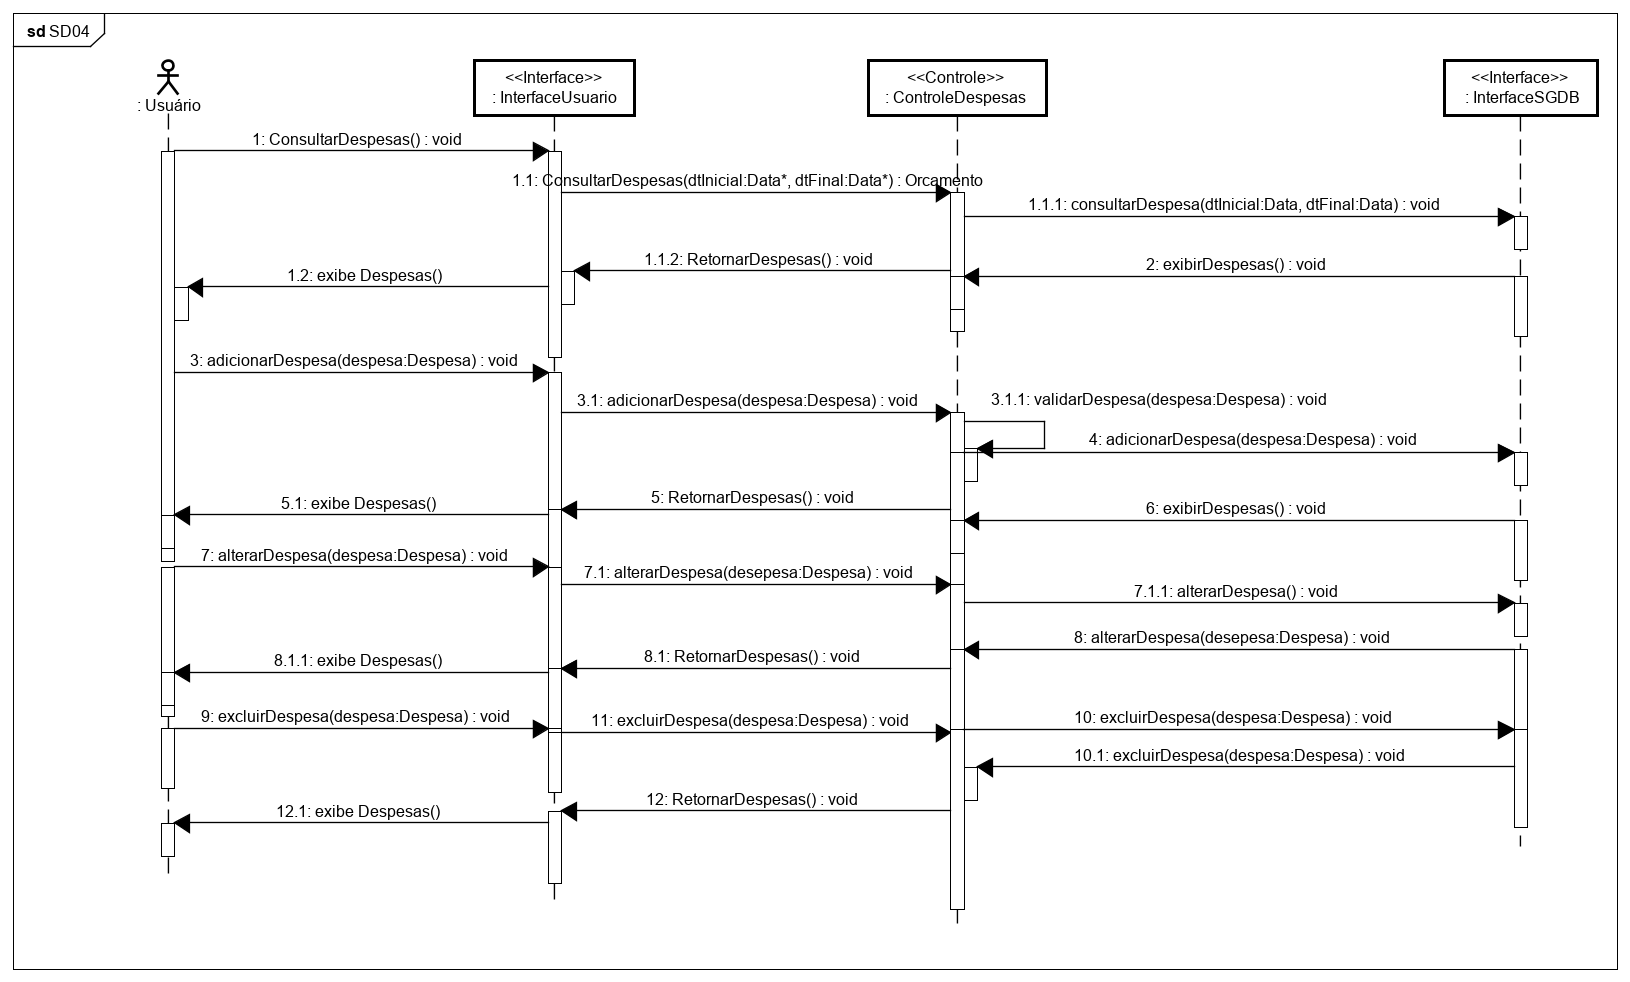 sd SD04
: Usuário
<<Interface>>
: InterfaceUsuario
<<Controle>>
: ControleDespesas
<<Interface>>
: InterfaceSGDB
1: ConsultarDespesas() : void
1.1: ConsultarDespesas(dtInicial:Data*, dtFinal:Data*) : Orcamento
1.1.1: consultarDespesa(dtInicial:Data, dtFinal:Data) : void
1.1.2: RetornarDespesas() : void
2: exibirDespesas() : void
1.2: exibe Despesas()
3: adicionarDespesa(despesa:Despesa) : void
3.1: adicionarDespesa(despesa:Despesa) : void
3.1.1: validarDespesa(despesa:Despesa) : void
4: adicionarDespesa(despesa:Despesa) : void
5: RetornarDespesas() : void
5.1: exibe Despesas()
6: exibirDespesas() : void
7: alterarDespesa(despesa:Despesa) : void
7.1: alterarDespesa(desepesa:Despesa) : void
7.1.1: alterarDespesa() : void
8: alterarDespesa(desepesa:Despesa) : void
8.1: RetornarDespesas() : void
8.1.1: exibe Despesas()
9: excluirDespesa(despesa:Despesa) : void
11: excluirDespesa(despesa:Despesa) : void
10: excluirDespesa(despesa:Despesa) : void
10.1: excluirDespesa(despesa:Despesa) : void
12: RetornarDespesas() : void
12.1: exibe Despesas()